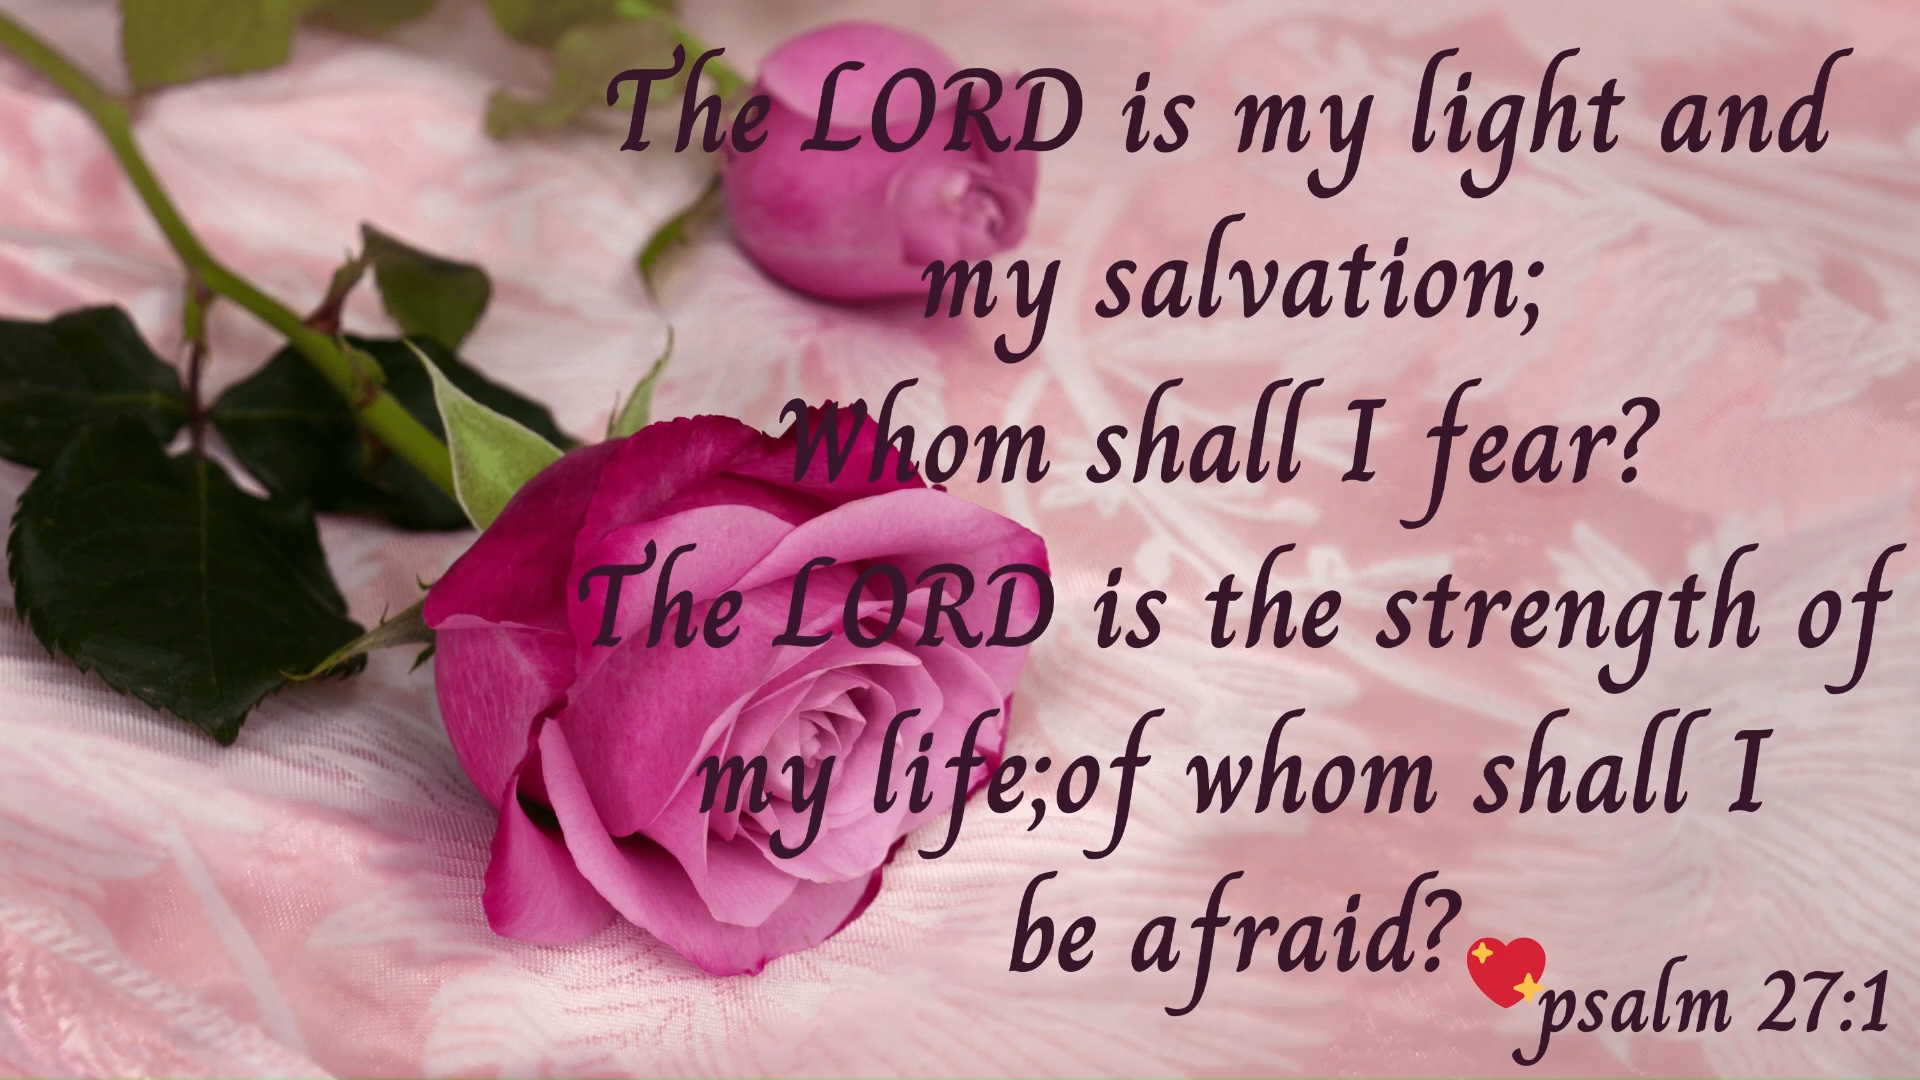 The LORD is my light and
my salvation;
Whom shall I fear?
The LORD is the strength of
my life;of whom shall I
be afraid?
psalm 27:1